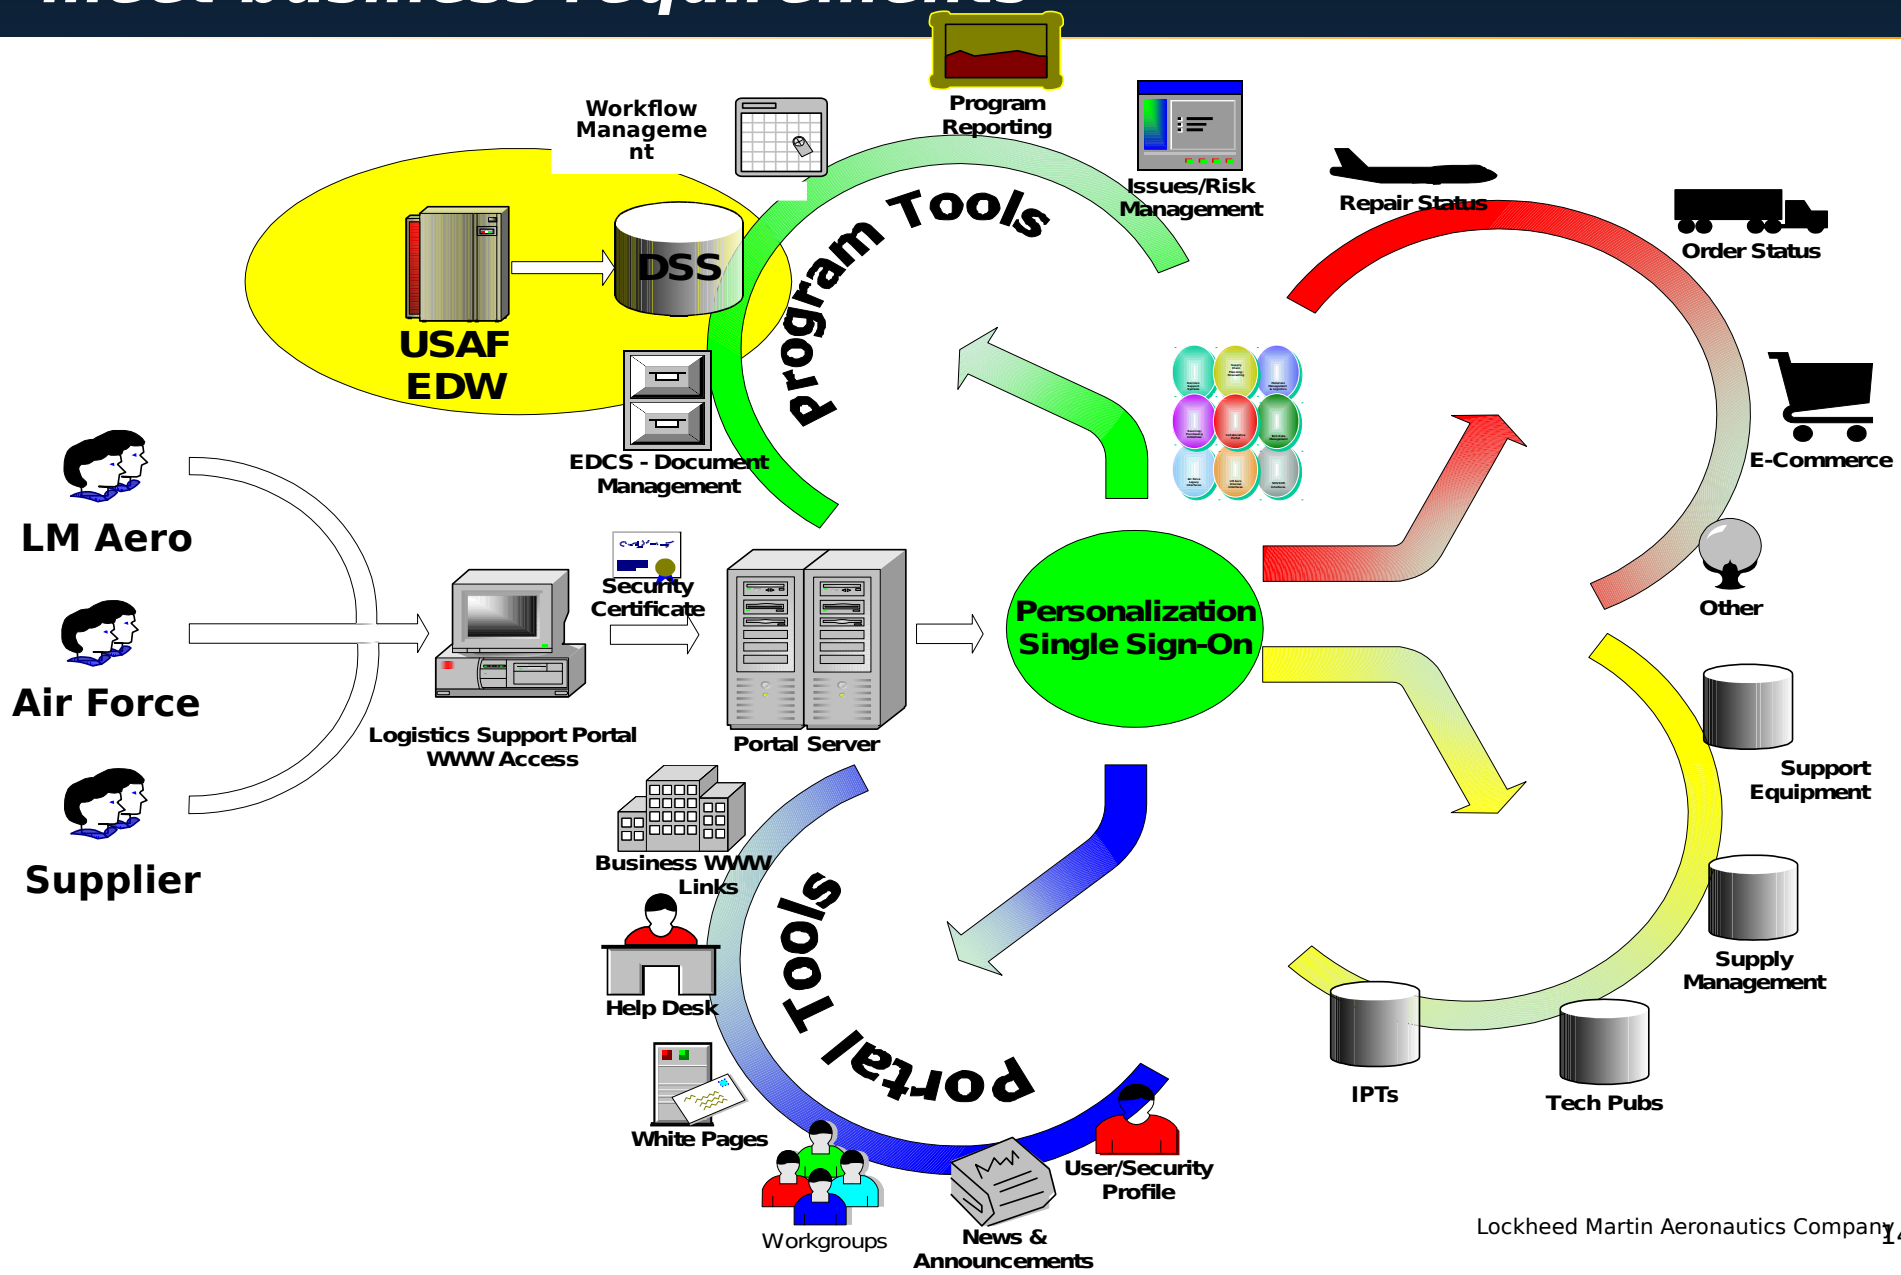 Meet business requirements
Program
Reporting
Workflow
Manageme
nt
Issues/Risk
Management
Repair Status
Order Status
Program Tools
DSS
USAF
EDW
EDCS - Document
Management
E-Commerce
LM Aero
Security
Certificate
Personalization
Single Sign-On
Other
Air Force
Logistics Support Portal
WWW Access
Portal Server
Support
Equipment
Supplier
Business WWW
Links
Portal Tools
Help Desk
Supply
Management
IPTs
Tech Pubs
White Pages
User/Security
Profile
Workgroups
News &
Announcements
Lockheed Martin Aeronautics Company